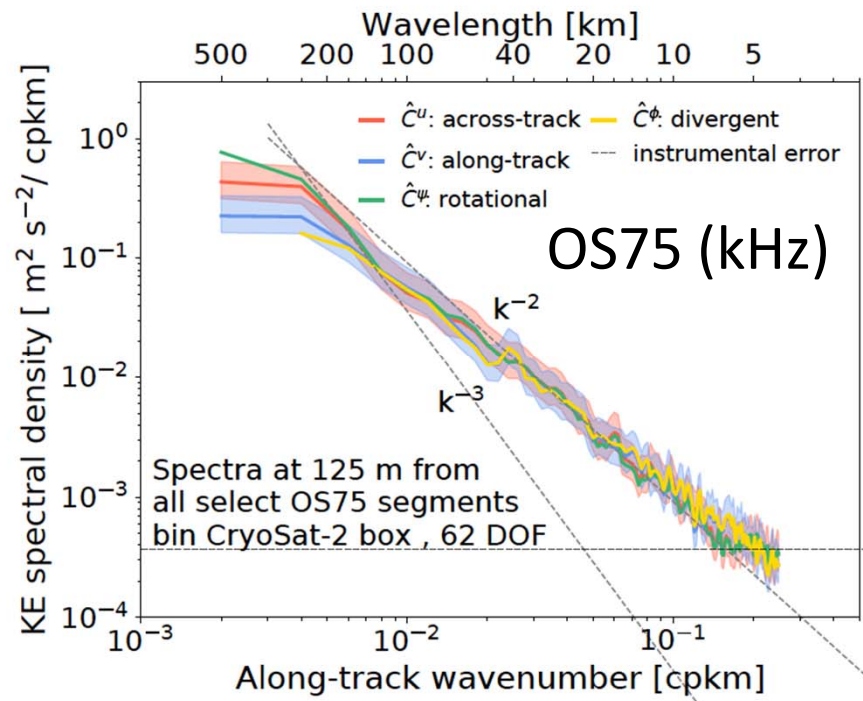 Wavelength [km]
500 200 100 40 20 10 5
KE spectral density [ m² s⁻²/ cpkm]
10⁰
10⁻¹
10⁻²
10⁻³
10⁻⁴
Ĉᵘ: across-track
Ĉᵛ: along-track
Ĉᵠ: rotational
Ĉᶲ: divergent
instrumental error
OS75 (kHz)
k⁻²
k⁻³
Spectra at 125 m from
all select OS75 segments
bin CryoSat-2 box , 62 DOF
10⁻³ 10⁻² 10⁻¹
Along-track wavenumber [cpkm]